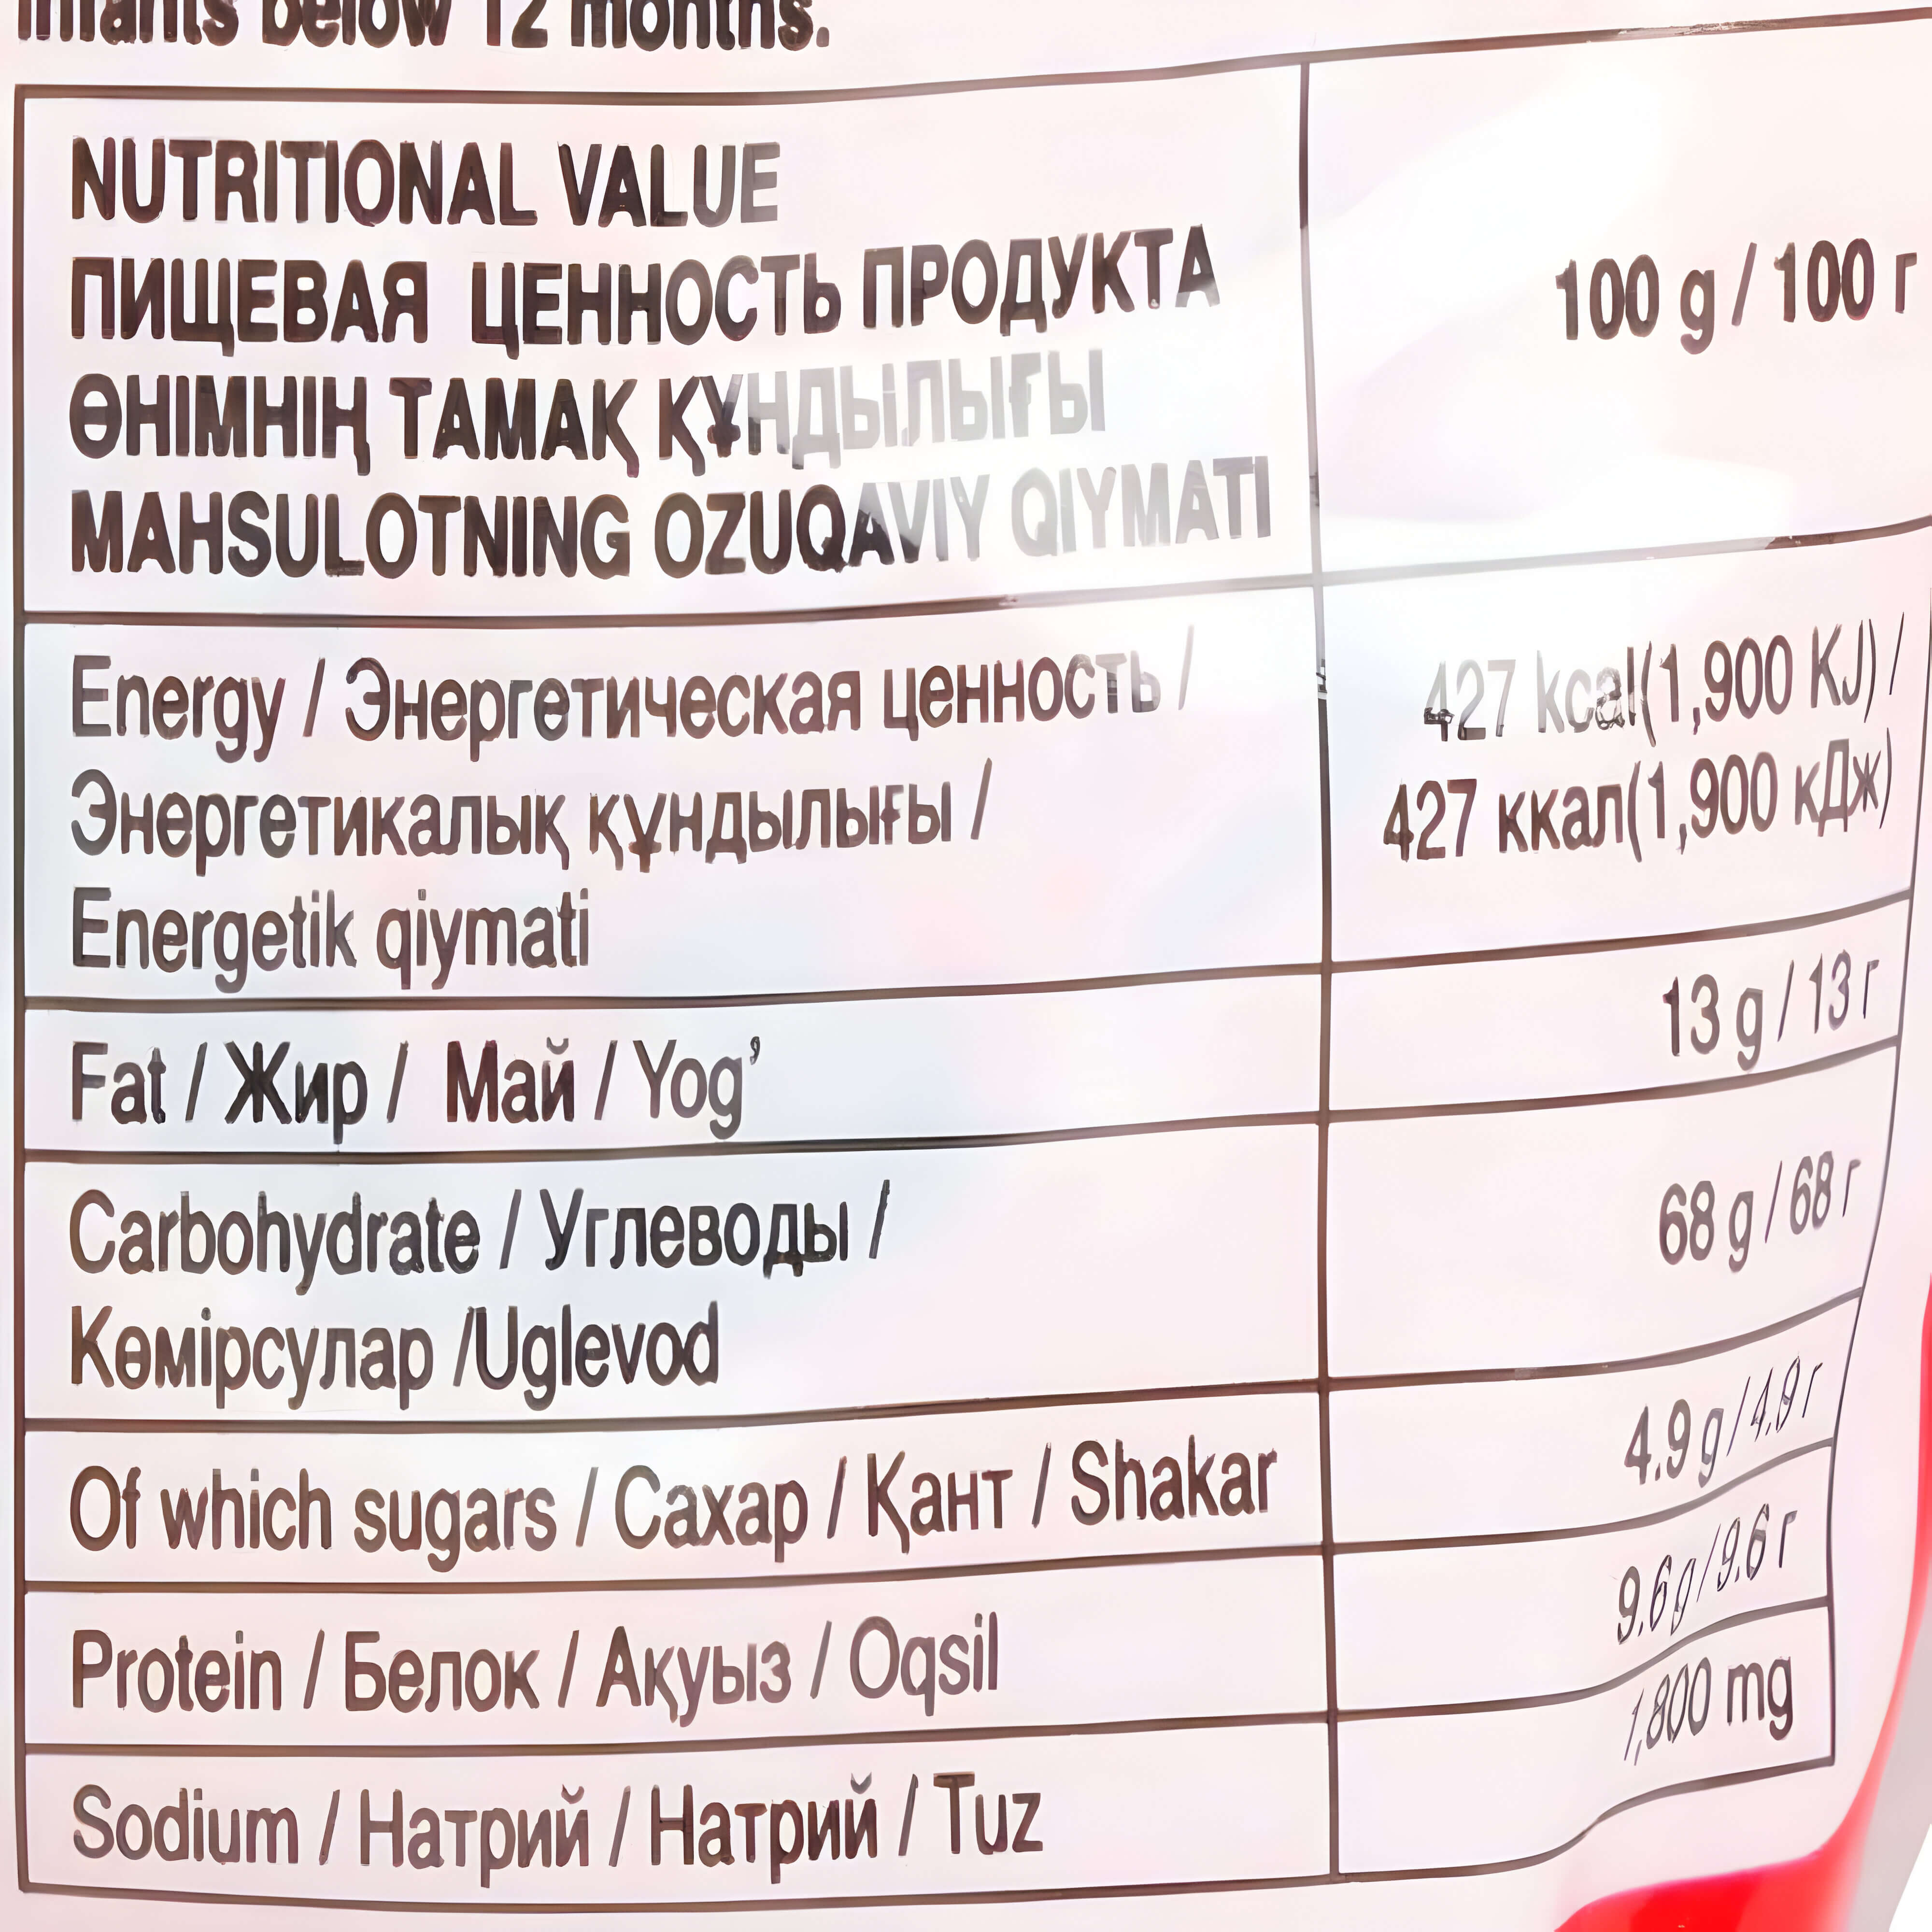 Infants below 12 months.
NUTRITIONAL VALUE
ПИЩЕВАЯ ЦЕННОСТЬ ПРОДУКТА
ӨНІМНІҢ ТАМАҚ ҚҰНДЫЛЫҒЫ
MAHSULOTNING OZUQAVIY QIYMATI
100 g / 100 г
Energy / Энергетическая ценность /
Энергетикалық құндылығы /
Energetik qiymati
427 kcal(1,900 KJ) /
427 ккал(1,900 кДж)
Fat / Жир / Май / Yog’
13 g / 13 г
Carbohydrate / Углеводы /
Көмірсулар /Uglevod
68 g / 68 г
Of which sugars / Сахар / Қант / Shakar
4.9 g / 4.9 г
Protein / Белок / Ақуыз / Oqsil
9.6 g / 9.6 г
Sodium / Натрий / Натрий / Tuz
1,800 mg